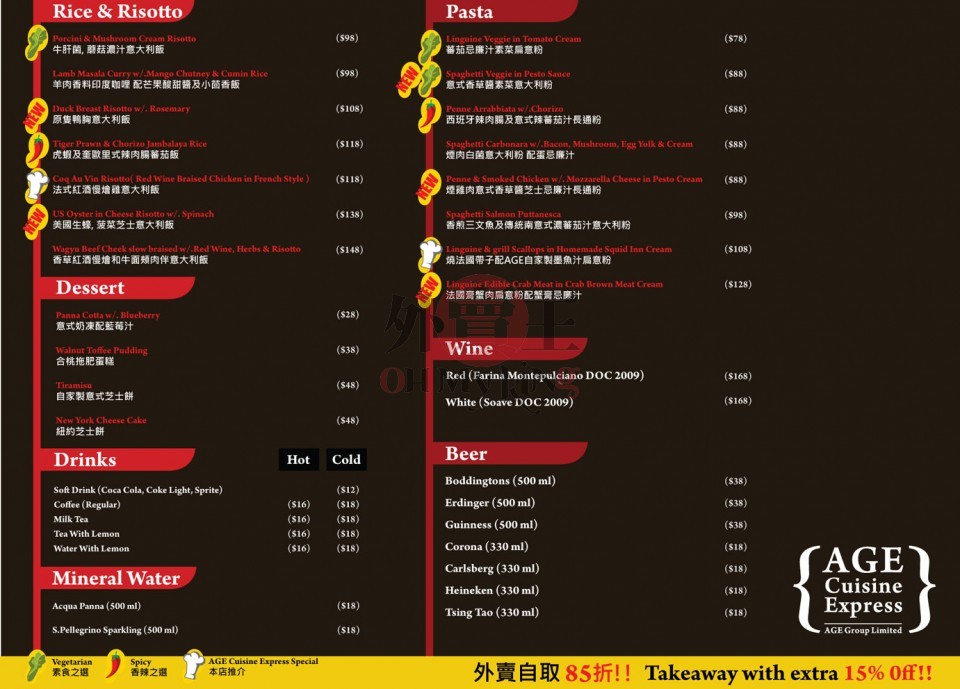 Rice & Risotto
NEW
Porcini & Mushroom Cream Risotto ($98)
牛肝菌, 蘑菇濃汁意大利飯
Lamb Masala Curry w/.Mango Chutney & Cumin Rice ($98)
羊肉香料印度咖喱 配芒果酸甜醬及小茴香飯
NEW Duck Breast Risotto w/. Rosemary ($108)
原隻鴨胸意大利飯
Tiger Prawn & Chorizo Jambalaya Rice ($118)
虎蝦及奎歐里式辣肉腸蕃茄飯
Coq Au Vin Risotto( Red Wine Braised Chicken in French Style ) ($118)
法式紅酒慢燴雞意大利飯
NEW US Oyster in Cheese Risotto w/. Spinach ($138)
美國生蠔, 菠菜芝士意大利飯
Wagyu Beef Cheek slow braised w/.Red Wine, Herbs & Risotto ($148)
香草紅酒慢燴和牛面頰肉伴意大利飯
Dessert
Panna Cotta w/. Blueberry ($28)
意式奶凍配藍莓汁
Walnut Toffee Pudding ($38)
合桃拖肥蛋糕
Tiramisu ($48)
自家製意式芝士餅
New York Cheese Cake ($48)
紐約芝士餅
Drinks Hot Cold
Soft Drink (Coca Cola, Coke Light, Sprite) ($12)
Coffee (Regular) ($16) ($18)
Milk Tea ($16) ($18)
Tea With Lemon ($16) ($18)
Water With Lemon ($16) ($18)
Mineral Water
Acqua Panna (500 ml) ($18)
S.Pellegrino Sparkling (500 ml) ($18)
Pasta
Linguine Veggie in Tomato Cream ($78)
蕃茄忌廉汁素菜扁意粉
NEW Spaghetti Veggie in Pesto Sauce ($88)
意式香草醬素菜意大利粉
Penne Arrabbiata w/.Chorizo ($88)
西班牙辣肉腸及意式辣蕃茄汁長通粉
Spaghetti Carbonara w/.Bacon, Mushroom, Egg Yolk & Cream ($88)
煙肉白菌意大利粉 配蛋忌廉汁
NEW Penne & Smoked Chicken w/. Mozzarella Cheese in Pesto Cream ($88)
煙雞肉意式香草醬芝士忌廉汁長通粉
Spaghetti Salmon Puttanesca ($98)
香煎三文魚及傳統南意式濃蕃茄汁意大利粉
Linguine & grill Scallops in Homemade Squid Inn Cream ($108)
燒法國帶子配AGE自家製墨魚汁扁意粉
NEW Linguine Edible Crab Meat in Crab Brown Meat Cream ($128)
法國膏蟹肉扁意粉配蟹膏忌廉汁
外賣王
OH MY KING
Wine
Red (Farina Montepulciano DOC 2009) ($168)
White (Soave DOC 2009) ($168)
Beer
Boddingtons (500 ml) ($38)
Erdinger (500 ml) ($38)
Guinness (500 ml) ($38)
Corona (330 ml) ($18)
Carlsberg (330 ml) ($18)
Heineken (330 ml) ($18)
Tsing Tao (330 ml) ($18)
AGE
Cuisine
Express
AGE Group Limited
Vegetarian
素食之選
Spicy
香辣之選
AGE Cuisine Express Special
本店推介
外賣自取 85折!! Takeaway with extra 15% 0ff!!